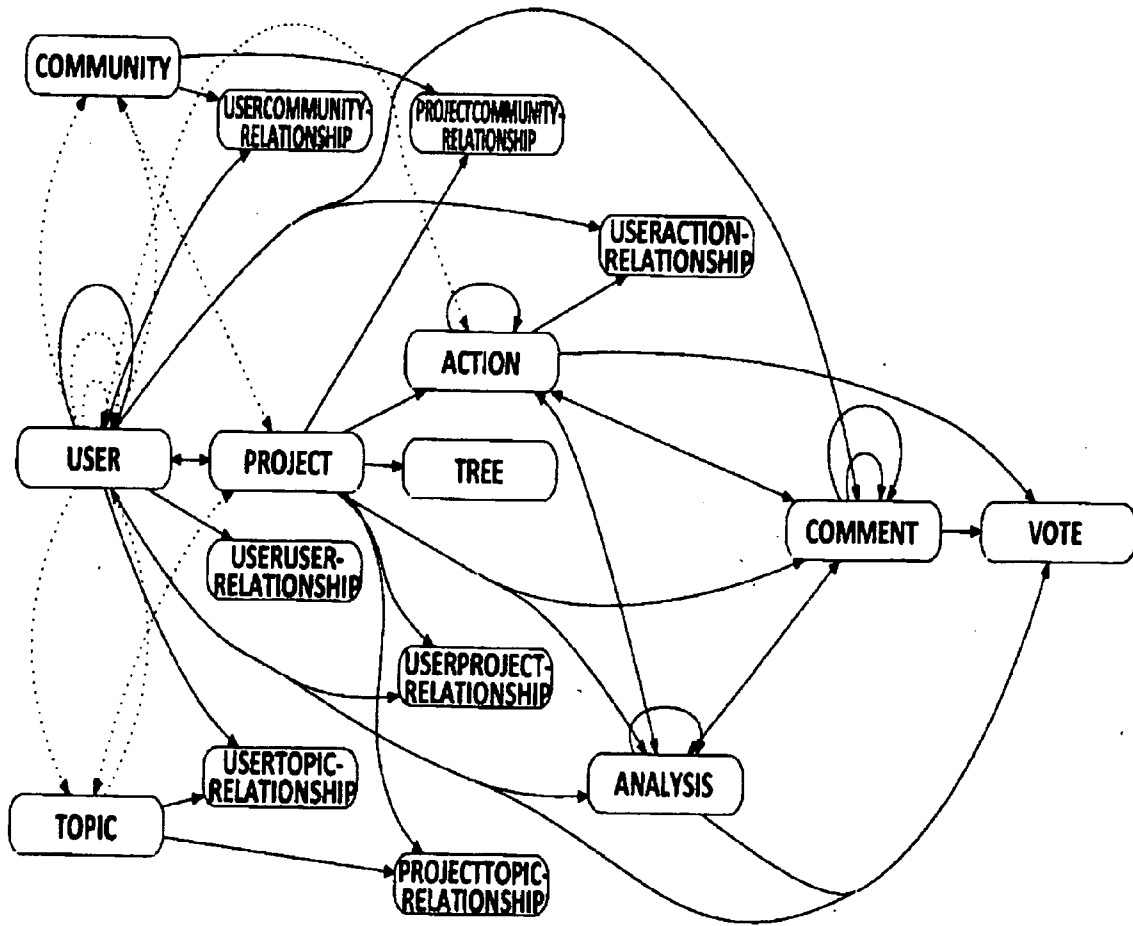 COMMUNITY
USERCOMMUNITY-
RELATIONSHIP
PROJECTCOMMUNITY-
RELATIONSHIP
USERACTION-
RELATIONSHIP
ACTION
USER
PROJECT
TREE
COMMENT
VOTE
USERUSER-
RELATIONSHIP
USERPROJECT-
RELATIONSHIP
USERTOPIC-
RELATIONSHIP
ANALYSIS
TOPIC
PROJECTTOPIC-
RELATIONSHIP